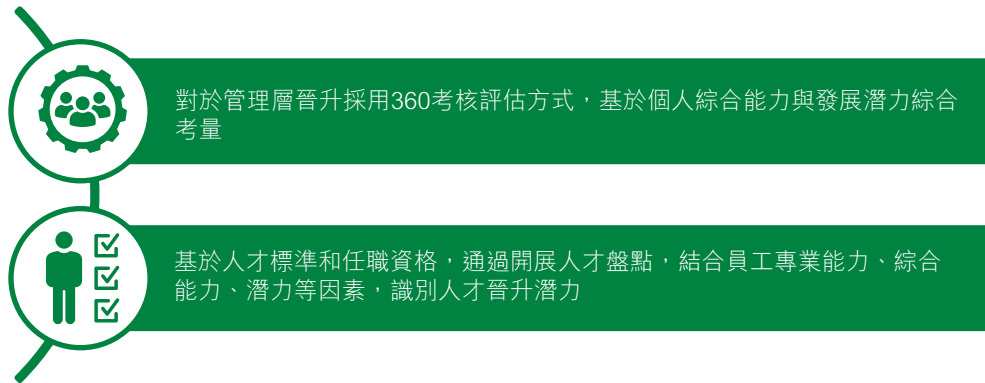 對於管理層晉升採用360考核評估方式，基於個人綜合能力與發展潛力綜合
考量
基於人才標準和任職資格，通過開展人才盤點，結合員工專業能力、綜合
能力、潛力等因素，識別人才晉升潛力